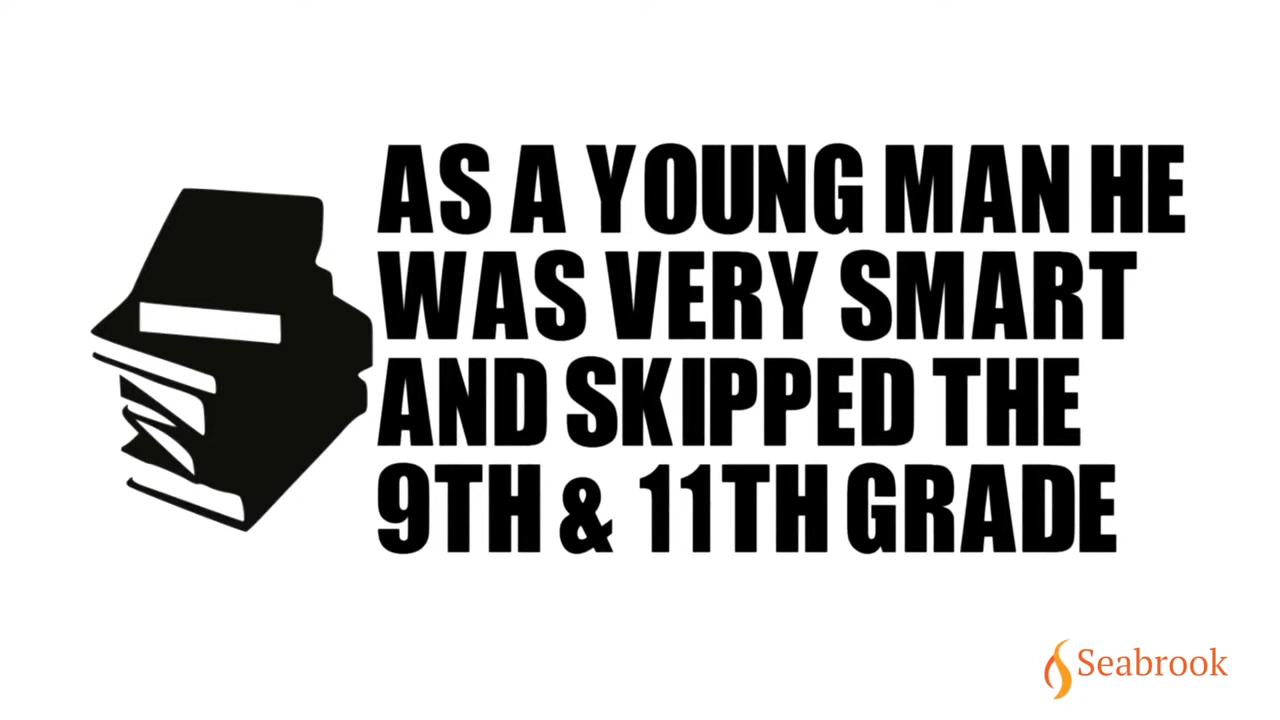 AS A YOUNG MAN HE
WAS VERY SMART
AND SKIPPED THE
9TH & 11TH GRADE
Seabrook